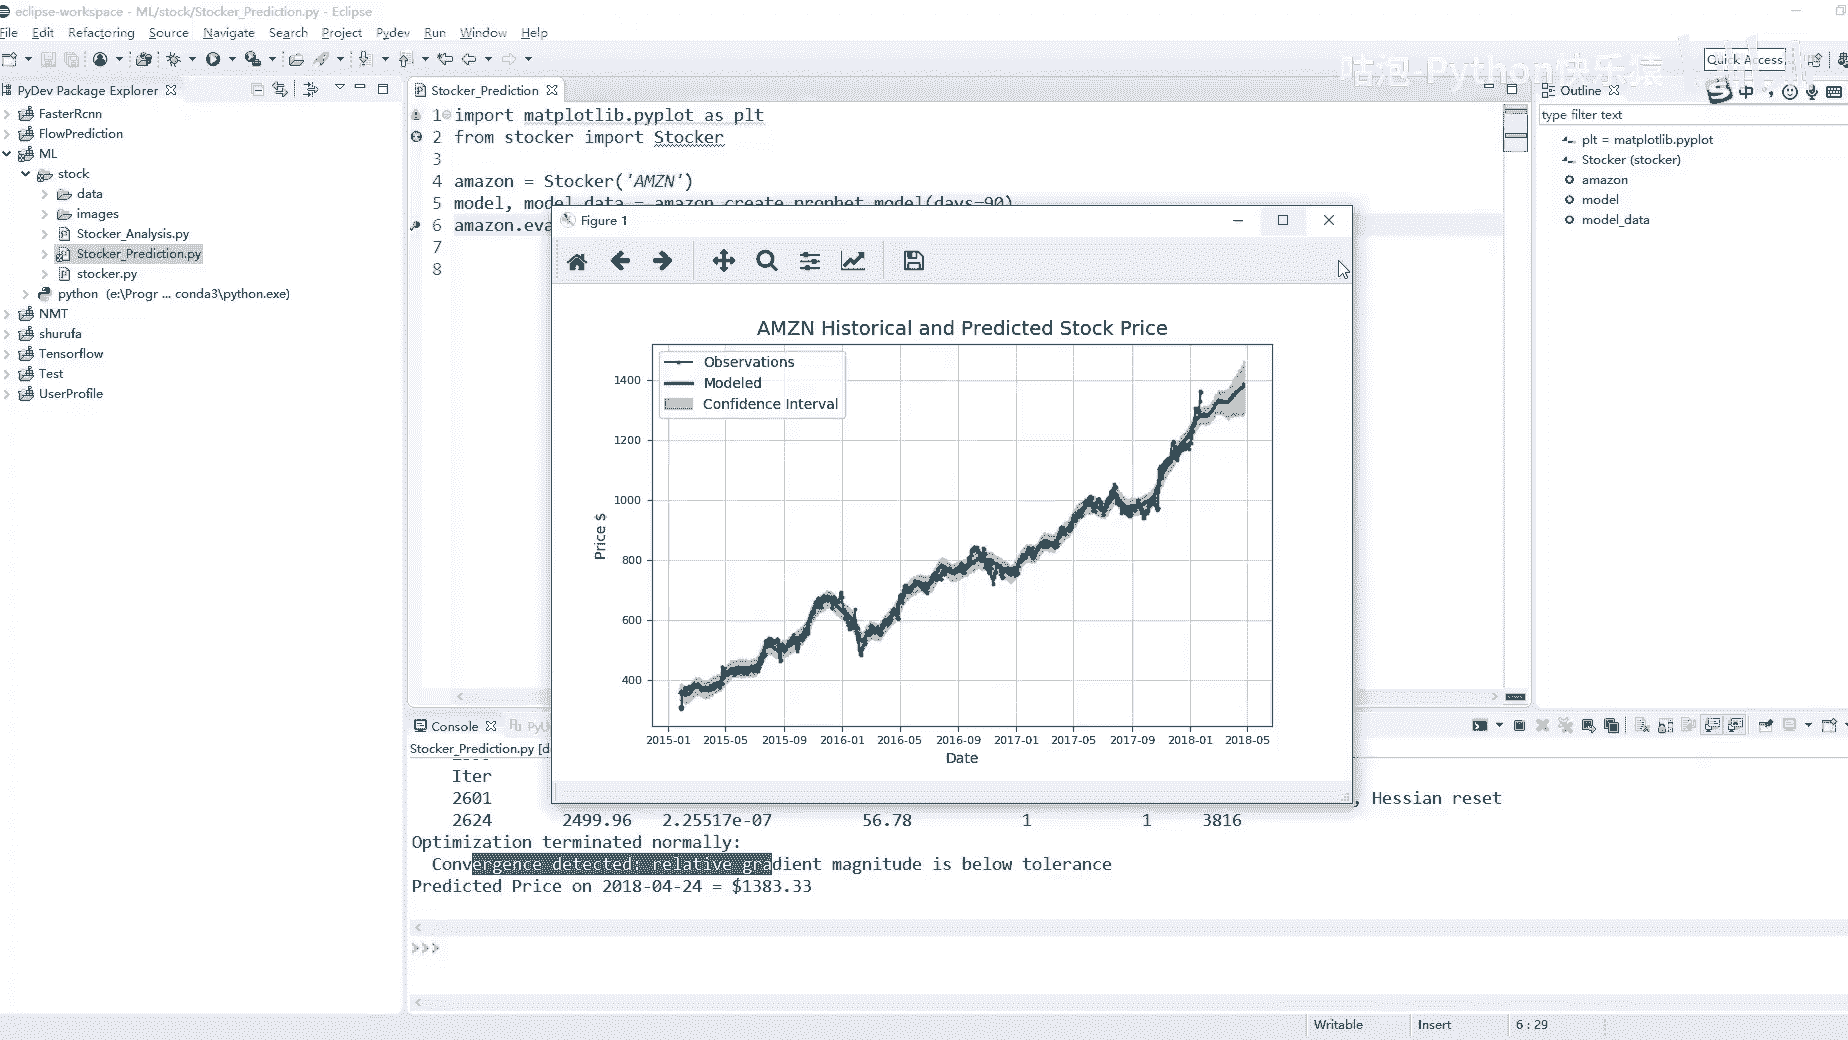 eclipse-workspace - ML/stock/Stocker_Prediction.py - Eclipse
File Edit Refactoring Source Navigate Search Project Pydev Run Window Help
Quick Access
咕泡-Python快乐猿
PyDev Package Explorer
FasterRcnn
FlowPrediction
ML
stock
data
images
Stocker_Analysis.py
Stocker_Prediction.py
stocker.py
python (e:\Progr ... conda3\python.exe)
NMT
shurufa
Tensorflow
Test
UserProfile
Stocker_Prediction
1 import matplotlib.pyplot as plt
2 from stocker import Stocker
3
4 amazon = Stocker('AMZN')
5 model, model_data = amazon.create_prophet_model(days=90)
6 amazon.eva
7
8
Outline
中
type filter text
plt = matplotlib.pyplot
Stocker (stocker)
amazon
model
model_data
Figure 1
AMZN Historical and Predicted Stock Price
Observations
Modeled
Confidence Interval
1400
1200
1000
800
600
400
Price $
2015-01 2015-05 2015-09 2016-01 2016-05 2016-09 2017-01 2017-05 2017-09 2018-01 2018-05
Date
Console
PyU
Stocker_Prediction.py [d
Iter
2601 , Hessian reset
2624 2499.96 2.25517e-07 56.78 1 1 3816
Optimization terminated normally:
Convergence detected: relative gradient magnitude is below tolerance
Predicted Price on 2018-04-24 = $1383.33
>>>
Writable Insert 6 : 29